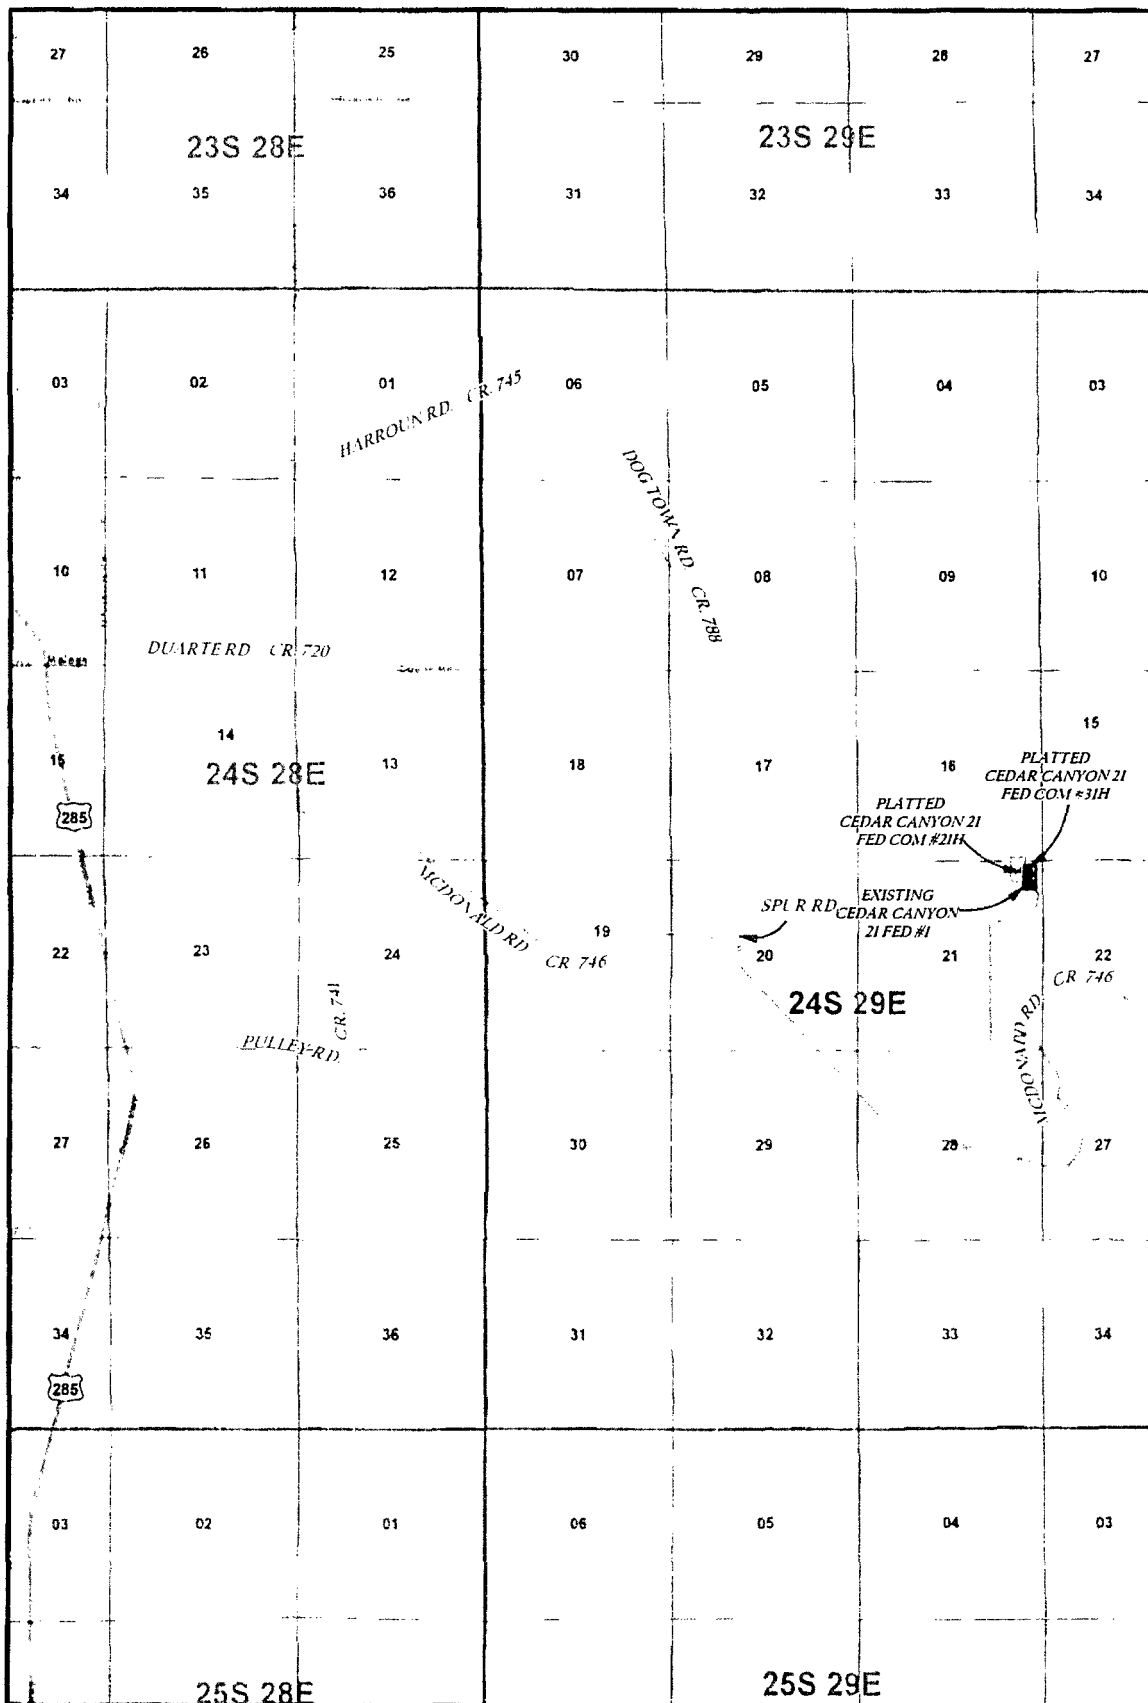 27 26 25 30 29 28 27
23S 28E 23S 29E
34 35 36 31 32 33 34
03 02 01 06 05 04 03
HARROUN RD. CR. 745
DOG TOWN RD. CR. 788
10 11 12 07 08 09 10
DUARTE RD CR. 720
Malaga
14
15
15 13 18 17 16
24S 28E
285
PLATTED
CEDAR CANYON 21
FED COM #31H
PLATTED
CEDAR CANYON 21
FED COM #21H
EXISTING
CEDAR CANYON
21 FED #1
SPUR RD.
MCDONALD RD
CR 746
19
22 23 24 20 21 22
CR 746
24S 29E
CR. 741
PULLEY RD.
MCDONALD RD.
27 26 25 30 29 28 27
34 35 36 31 32 33 34
285
03 02 01 06 05 04 03
25S 28E 25S 29E